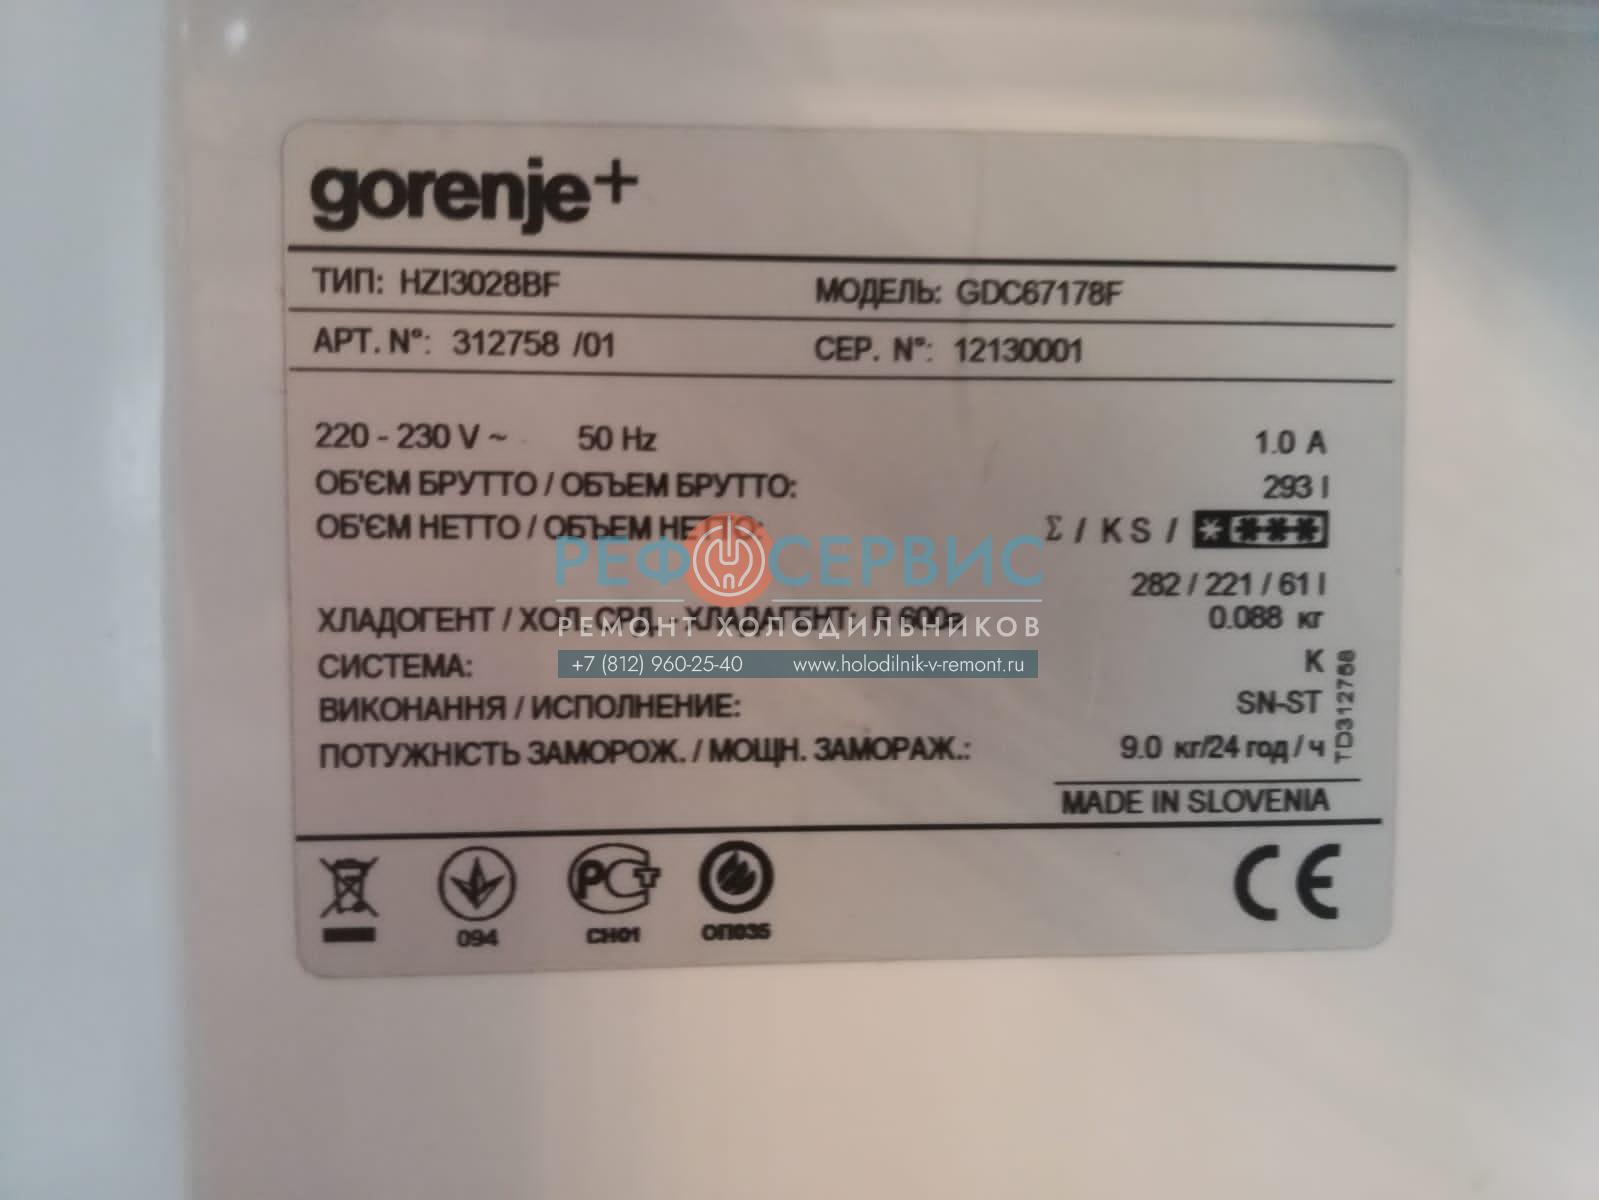 gorenje+
ТИП: HZI3028BF МОДЕЛЬ: GDC67178F
АРТ. N°: 312758 /01 СЕР. N°: 12130001
220 - 230 V ~ 50 Hz 1.0 A
ОБ'ЄМ БРУТТО / ОБЪЕМ БРУТТО: 293 l
ОБ'ЄМ НЕТТО / ОБЪЕМ НЕТТО: Σ / KS /
282 / 221 / 61 l
РЕФ СЕРВИС
ХЛАДОГЕНТ / ХОЛ. СРД. - ХЛАДАГЕНТ: R 600a 0.088 кг
РЕМОНТ ХОЛОДИЛЬНИКОВ
+7 (812) 960-25-40 www.holodilnik-v-remont.ru
СИСТЕМА: K
ВИКОНАННЯ / ИСПОЛНЕНИЕ: SN-ST
ПОТУЖНІСТЬ ЗАМОРОЖ. / МОЩН. ЗАМОРАЖ.: 9.0 кг/24 год / ч
TD312758
MADE IN SLOVENIA
094 РСТ СН01 ОП035 CE